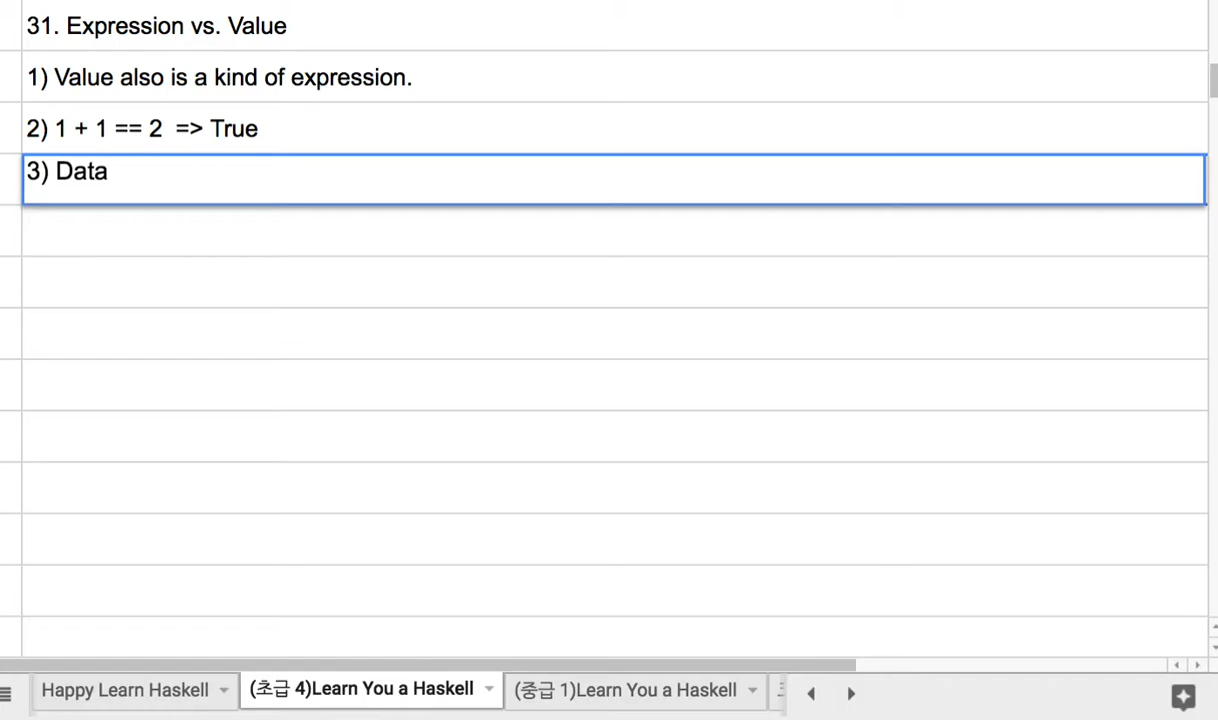 31. Expression vs. Value
1) Value also is a kind of expression.
2) 1 + 1 == 2  => True
3) Data
Happy Learn Haskell
(초급 4)Learn You a Haskell
(중급 1)Learn You a Haskell